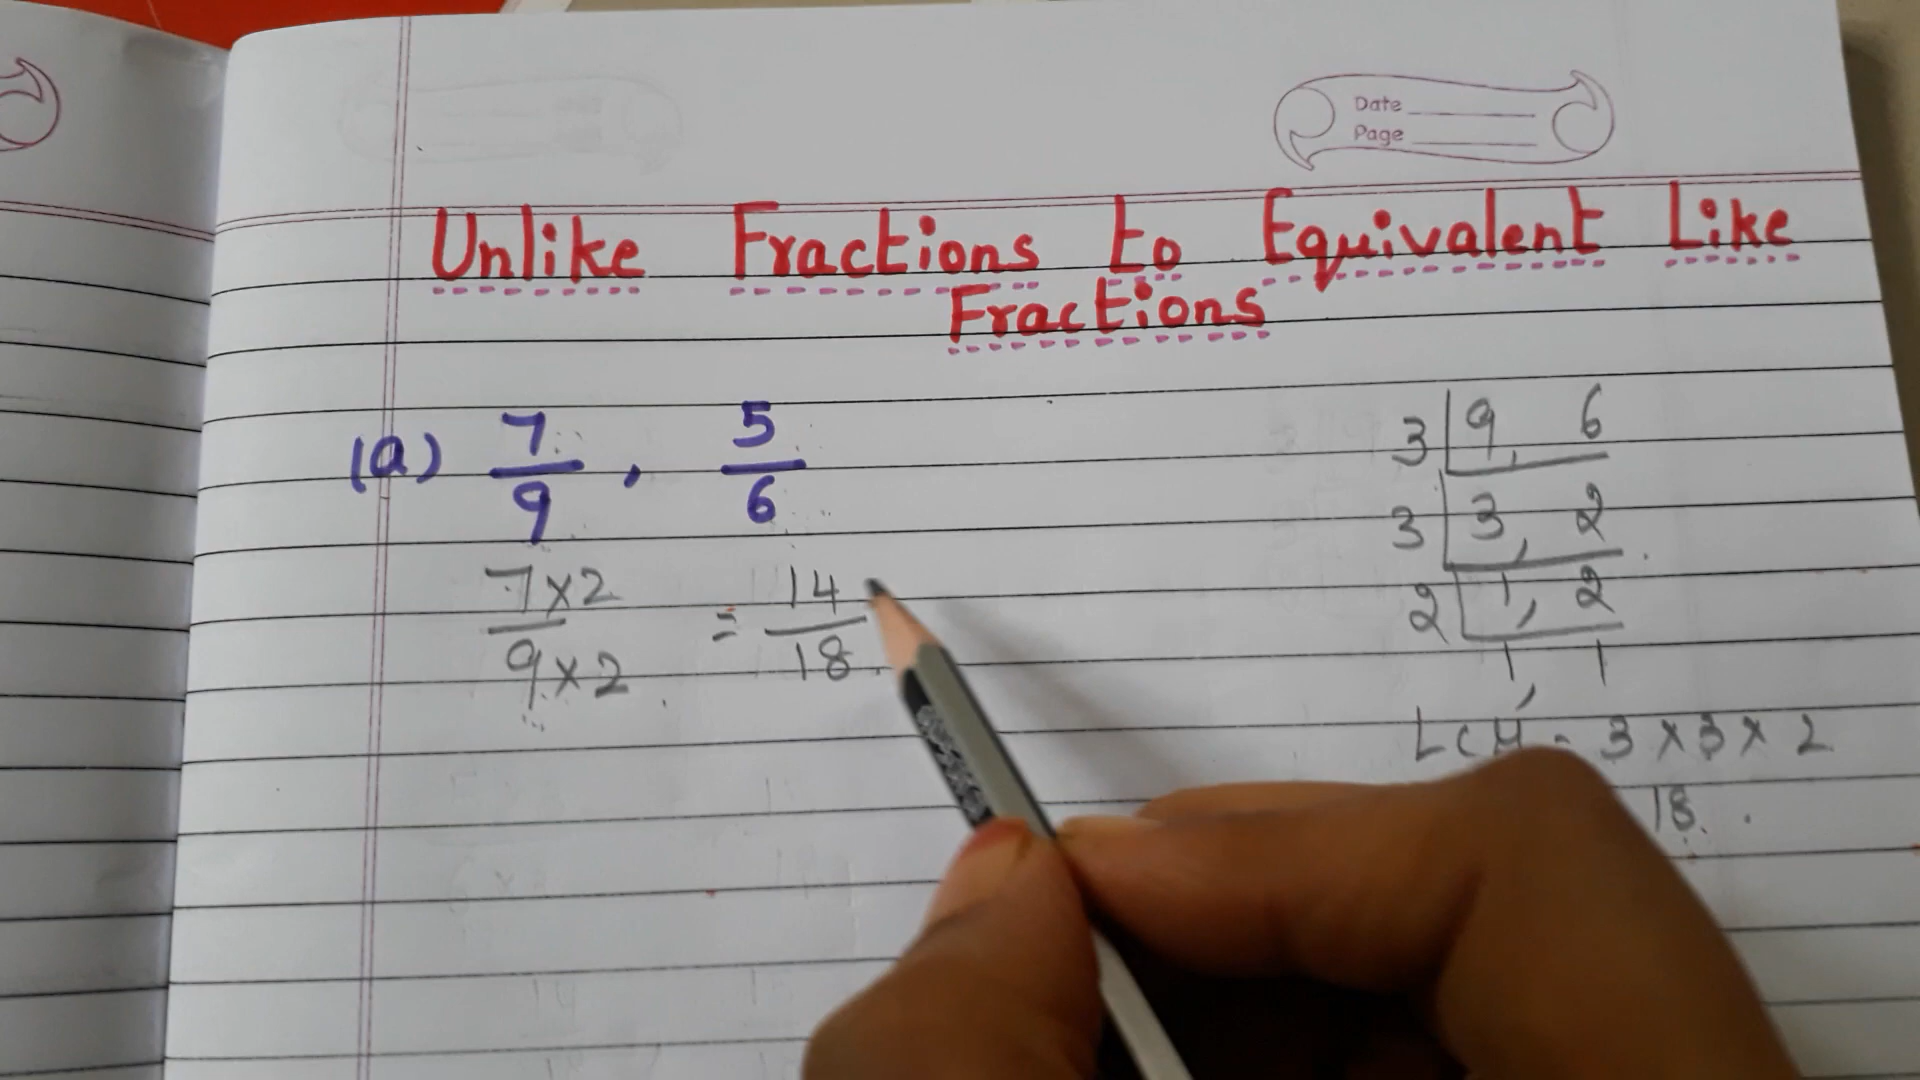 Date
Page
Unlike Fractions to Equivalent Like
Fractions
(a) 7/9 , 5/6
7×2/9×2 = 14/18
3 | 9, 6
3 | 3, 2
2 | 1, 2
1, 1
LCM = 3 × 3 × 2
18.